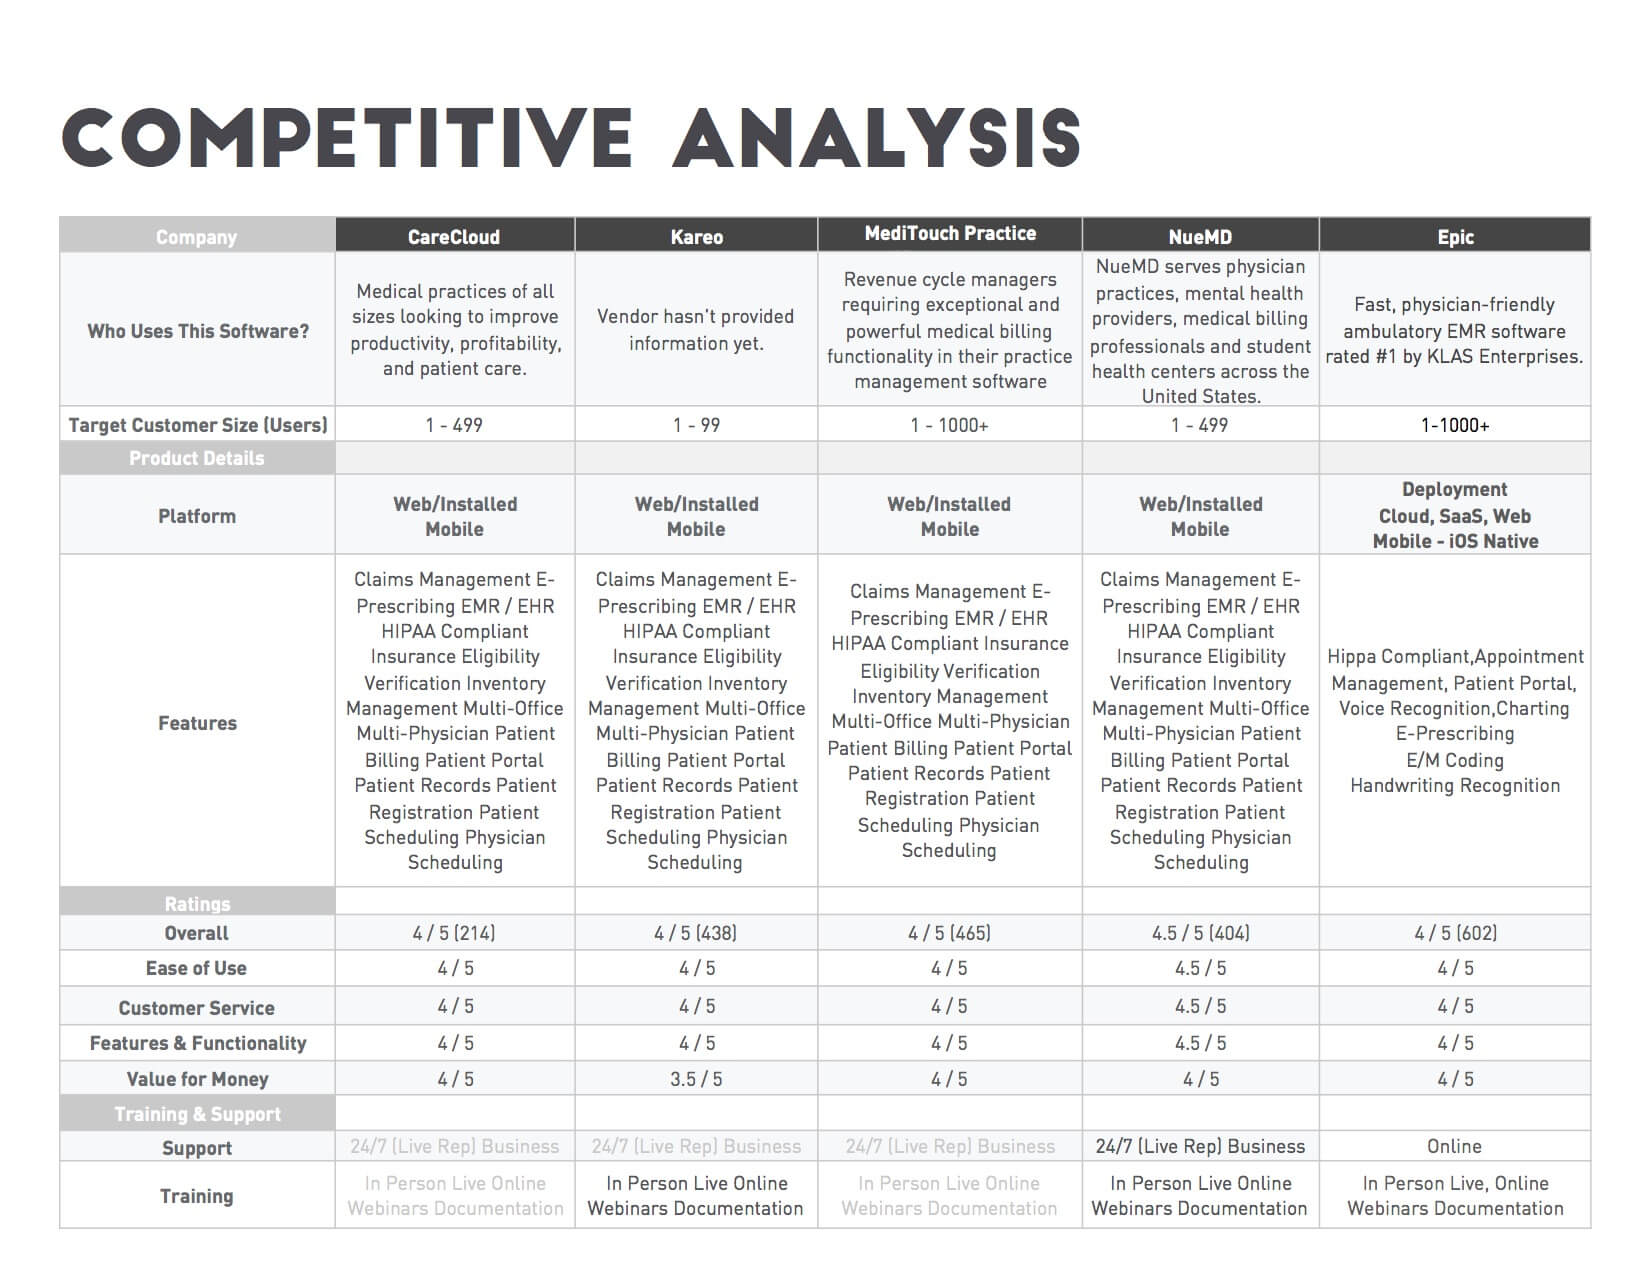 COMPETITIVE ANALYSIS
Company
CareCloud
Kareo
MediTouch Practice
NueMD
Epic
Who Uses This Software?
Medical practices of all
sizes looking to improve
productivity, profitability,
and patient care.
Vendor hasn't provided
information yet.
Revenue cycle managers
requiring exceptional and
powerful medical billing
functionality in their practice
management software
NueMD serves physician
practices, mental health
providers, medical billing
professionals and student
health centers across the
United States.
Fast, physician-friendly
ambulatory EMR software
rated #1 by KLAS Enterprises.
Target Customer Size (Users)
1 - 499
1 - 99
1 - 1000+
1 - 499
1-1000+
Product Details
Platform
Web/Installed
Mobile
Web/Installed
Mobile
Web/Installed
Mobile
Web/Installed
Mobile
Deployment
Cloud, SaaS, Web
Mobile - iOS Native
Features
Claims Management E-
Prescribing EMR / EHR
HIPAA Compliant
Insurance Eligibility
Verification Inventory
Management Multi-Office
Multi-Physician Patient
Billing Patient Portal
Patient Records Patient
Registration Patient
Scheduling Physician
Scheduling
Claims Management E-
Prescribing EMR / EHR
HIPAA Compliant
Insurance Eligibility
Verification Inventory
Management Multi-Office
Multi-Physician Patient
Billing Patient Portal
Patient Records Patient
Registration Patient
Scheduling Physician
Scheduling
Claims Management E-
Prescribing EMR / EHR
HIPAA Compliant Insurance
Eligibility Verification
Inventory Management
Multi-Office Multi-Physician
Patient Billing Patient Portal
Patient Records Patient
Registration Patient
Scheduling Physician
Scheduling
Claims Management E-
Prescribing EMR / EHR
HIPAA Compliant
Insurance Eligibility
Verification Inventory
Management Multi-Office
Multi-Physician Patient
Billing Patient Portal
Patient Records Patient
Registration Patient
Scheduling Physician
Scheduling
Hippa Compliant,Appointment
Management, Patient Portal,
Voice Recognition,Charting
E-Prescribing
E/M Coding
Handwriting Recognition
Ratings
Overall
4 / 5 (214)
4 / 5 (438)
4 / 5 (465)
4.5 / 5 (404)
4 / 5 (602)
Ease of Use
4 / 5
4 / 5
4 / 5
4.5 / 5
4 / 5
Customer Service
4 / 5
4 / 5
4 / 5
4.5 / 5
4 / 5
Features & Functionality
4 / 5
4 / 5
4 / 5
4.5 / 5
4 / 5
Value for Money
4 / 5
3.5 / 5
4 / 5
4 / 5
4 / 5
Training & Support
Support
24/7 (Live Rep) Business
24/7 (Live Rep) Business
24/7 (Live Rep) Business
24/7 (Live Rep) Business
Online
Training
In Person Live Online
Webinars Documentation
In Person Live Online
Webinars Documentation
In Person Live Online
Webinars Documentation
In Person Live Online
Webinars Documentation
In Person Live, Online
Webinars Documentation